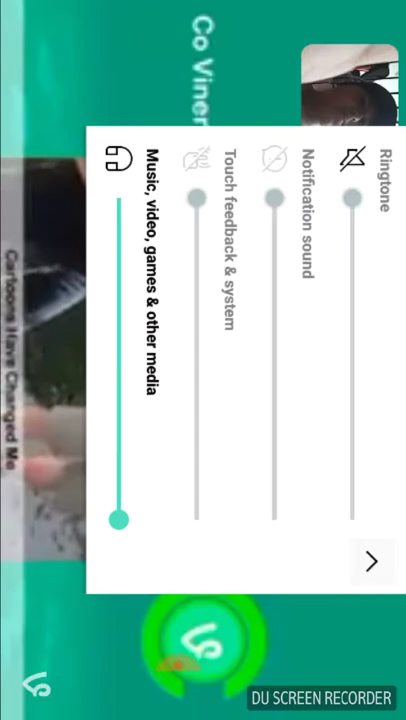 Co Viner
Ringtone
Notification sound
Touch feedback & system
Music, video, games & other media
Cartoons Have Changed Me
DU SCREEN RECORDER